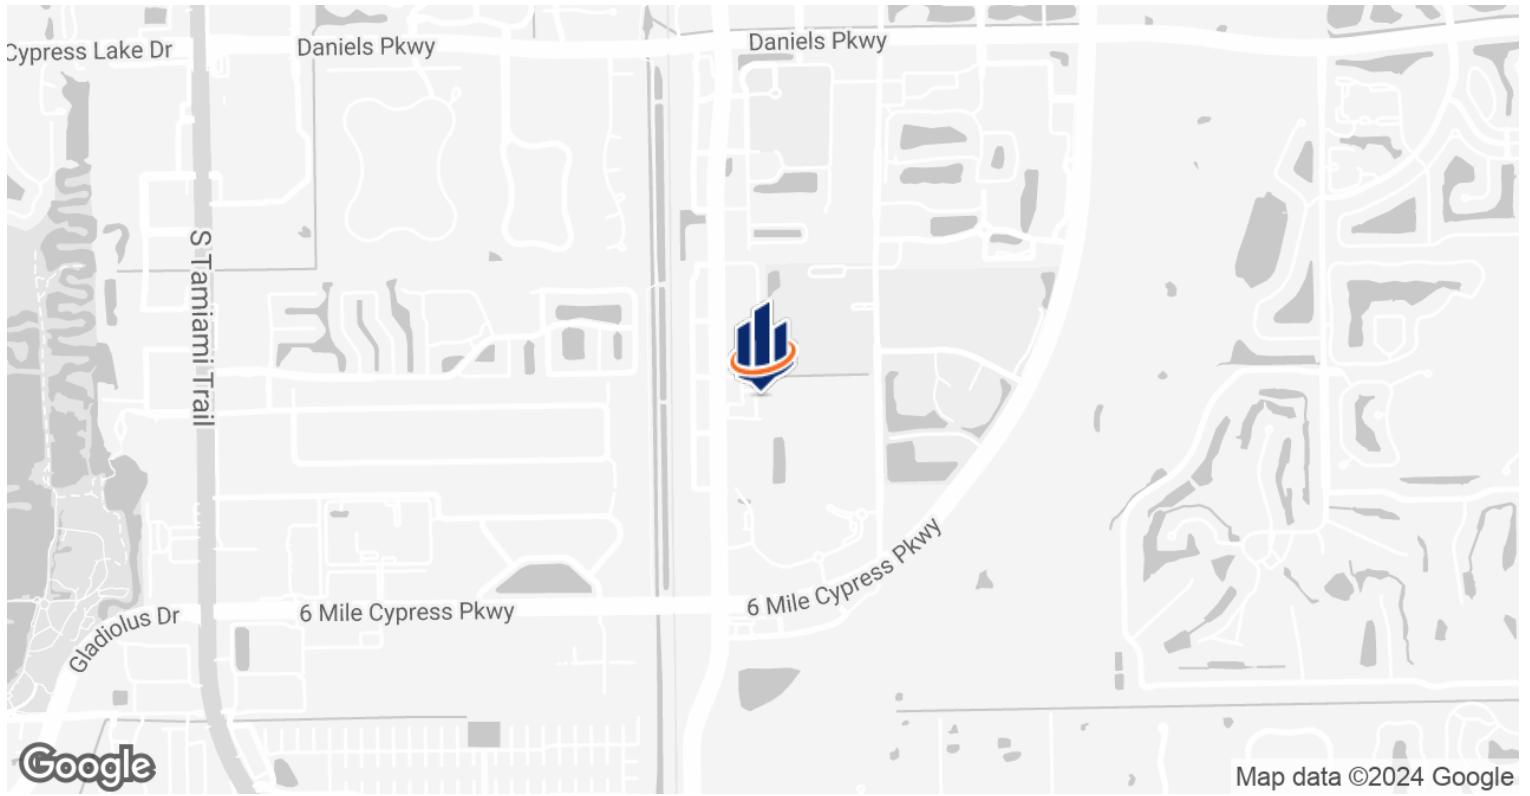 Cypress Lake Dr
Daniels Pkwy
Daniels Pkwy
S Tamiami Trail
6 Mile Cypress Pkwy
6 Mile Cypress Pkwy
Gladiolus Dr
Google
Map data ©2024 Google